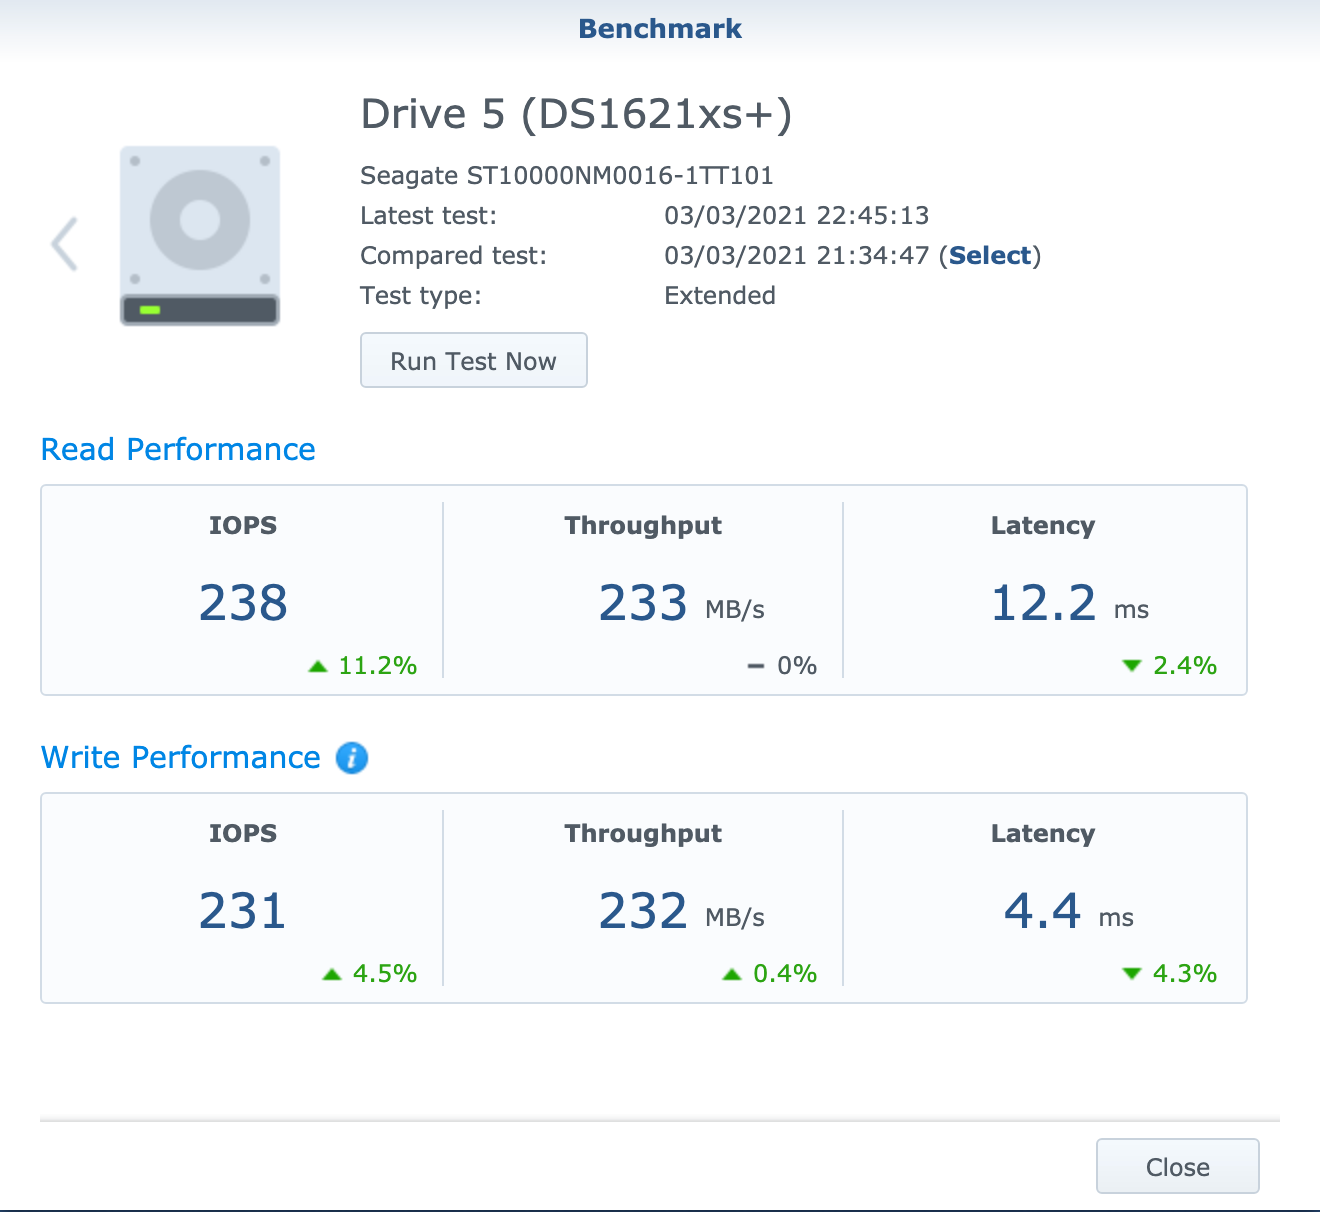 Benchmark
Drive 5 (DS1621xs+)
Seagate ST10000NM0016-1TT101
Latest test: 03/03/2021 22:45:13
Compared test: 03/03/2021 21:34:47 (Select)
Test type: Extended
Run Test Now
Read Performance
IOPS Throughput Latency
238 233 MB/s 12.2 ms
11.2% 0% 2.4%
Write Performance i
IOPS Throughput Latency
231 232 MB/s 4.4 ms
4.5% 0.4% 4.3%
Close